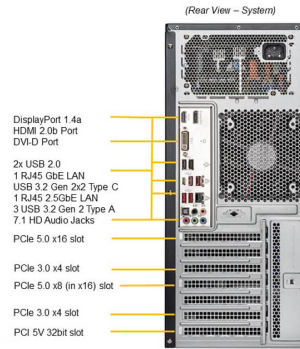 (Rear View – System)
DisplayPort 1.4a
HDMI 2.0b Port
DVI-D Port
2x USB 2.0
1 RJ45 GbE LAN
USB 3.2 Gen 2x2 Type C
1 RJ45 2.5GbE LAN
3 USB 3.2 Gen 2 Type A
7.1 HD Audio Jacks
PCIe 5.0 x16 slot
PCIe 3.0 x4 slot
PCIe 5.0 x8 (in x16) slot
PCIe 3.0 x4 slot
PCI 5V 32bit slot